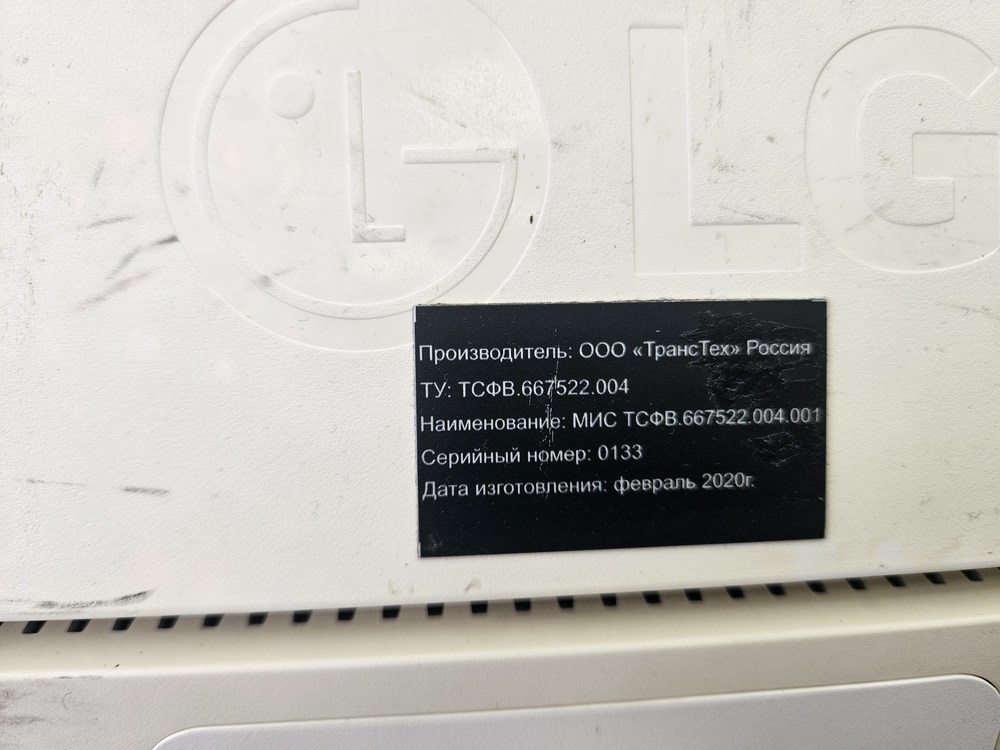 LG
LG
Производитель: ООО «ТрансТех» Россия
ТУ: ТСФВ.667522.004
Наименование: МИС ТСФВ.667522.004.001
Серийный номер: 0133
Дата изготовления: февраль 2020г.